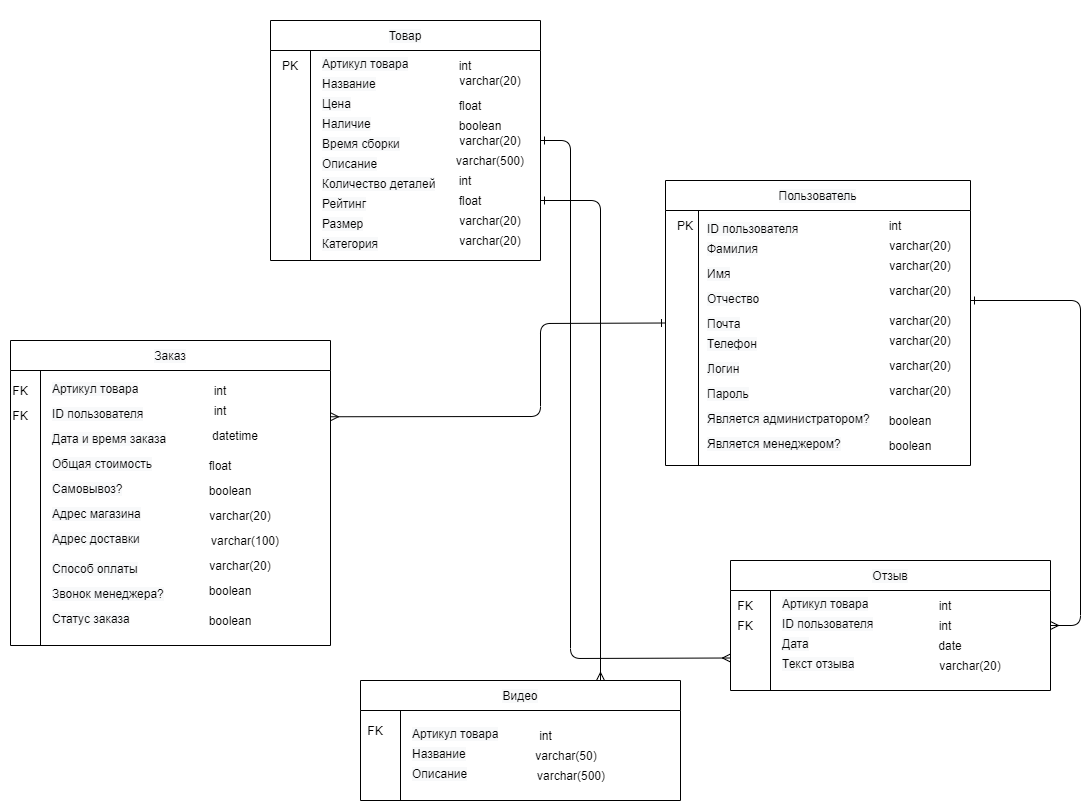 Товар
PK Артикул товара int
Название varchar(20)
Цена float
Наличие boolean
Время сборки varchar(20)
Описание varchar(500)
Количество деталей int
Рейтинг float
Размер varchar(20)
Категория varchar(20)
Пользователь
PK ID пользователя int
Фамилия varchar(20)
Имя varchar(20)
Отчество varchar(20)
Почта varchar(20)
Телефон varchar(20)
Логин varchar(20)
Пароль varchar(20)
Является администратором? boolean
Является менеджером? boolean
Заказ
FK Артикул товара int
FK ID пользователя int
Дата и время заказа datetime
Общая стоимость float
Самовывоз? boolean
Адрес магазина varchar(20)
Адрес доставки varchar(100)
Способ оплаты varchar(20)
Звонок менеджера? boolean
Статус заказа boolean
Отзыв
FK Артикул товара int
FK ID пользователя int
Дата date
Текст отзыва varchar(20)
Видео
FK Артикул товара int
Название varchar(50)
Описание varchar(500)